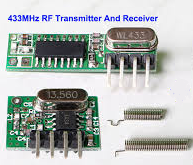 433MHz RF Transmitter And Receiver
WL433
13.560